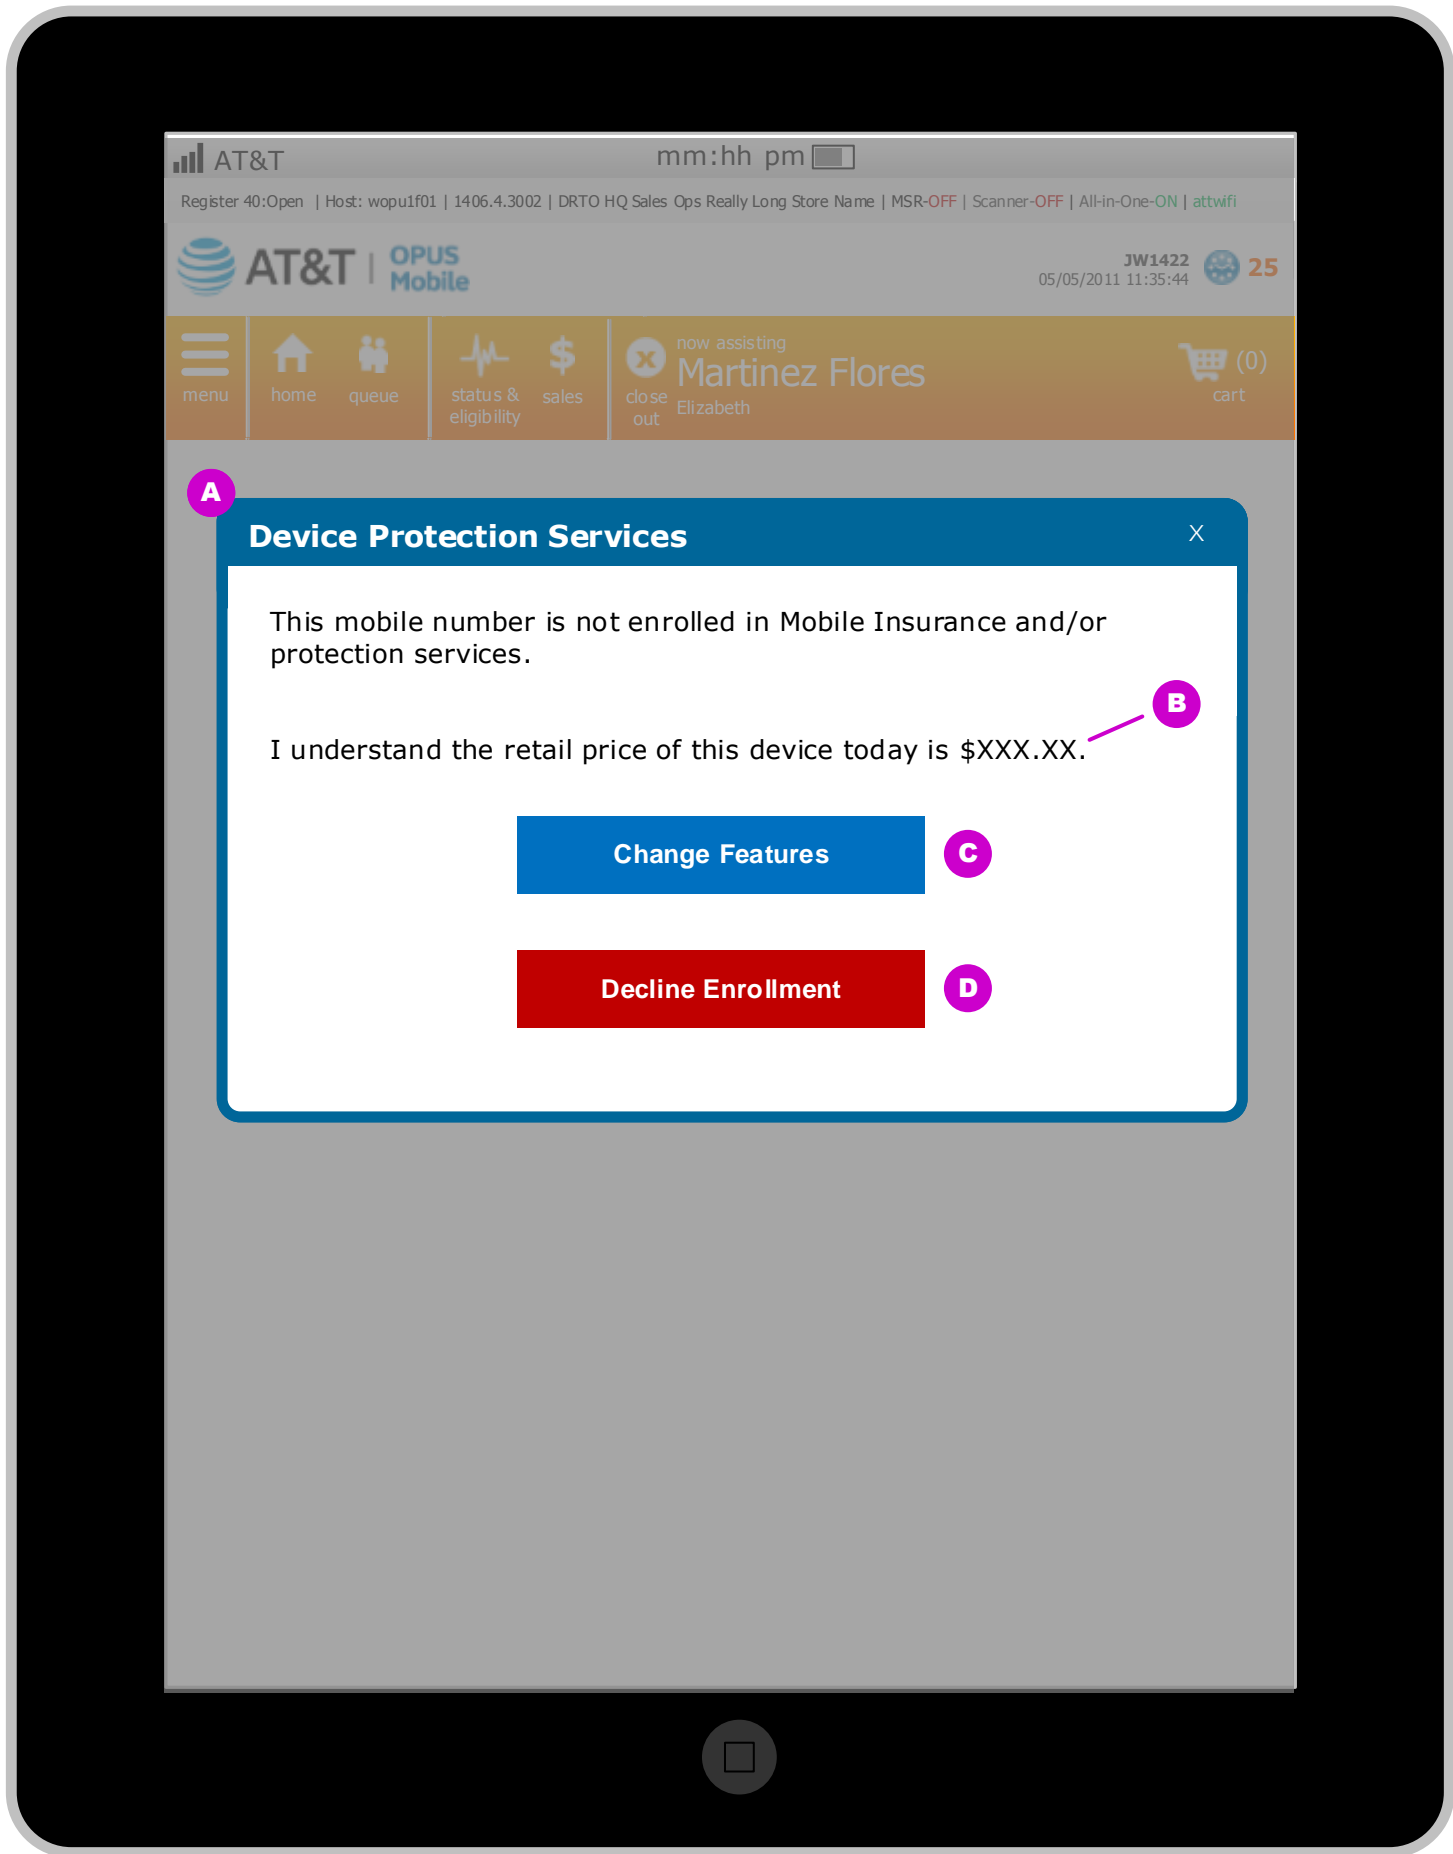 AT&T mm:hh pm
Register 40:Open | Host: wopu1f01 | 1406.4.3002 | DRTO HQ Sales Ops Really Long Store Name | MSR-OFF | Scanner-OFF | All-in-One-ON | attwifi
AT&T | OPUS Mobile
JW1422
05/05/2011 11:35:44
25
menu
home
queue
status & eligibility
sales
x
close out
now assisting
Martinez Flores
Elizabeth
(0)
cart
A
Device Protection Services X
This mobile number is not enrolled in Mobile Insurance and/or
protection services.
B
I understand the retail price of this device today is $XXX.XX.
Change Features C
Decline Enrollment D